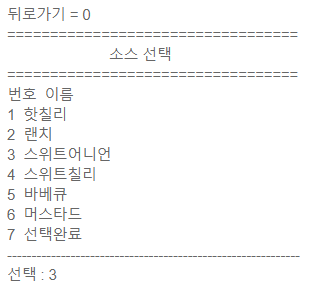 뒤로가기 = 0
==================================
소스 선택
==================================
번호  이름
1  핫칠리
2  랜치
3  스위트어니언
4  스위트칠리
5  바베큐
6  머스타드
7  선택완료
------------------------------------------------------------
선택 : 3